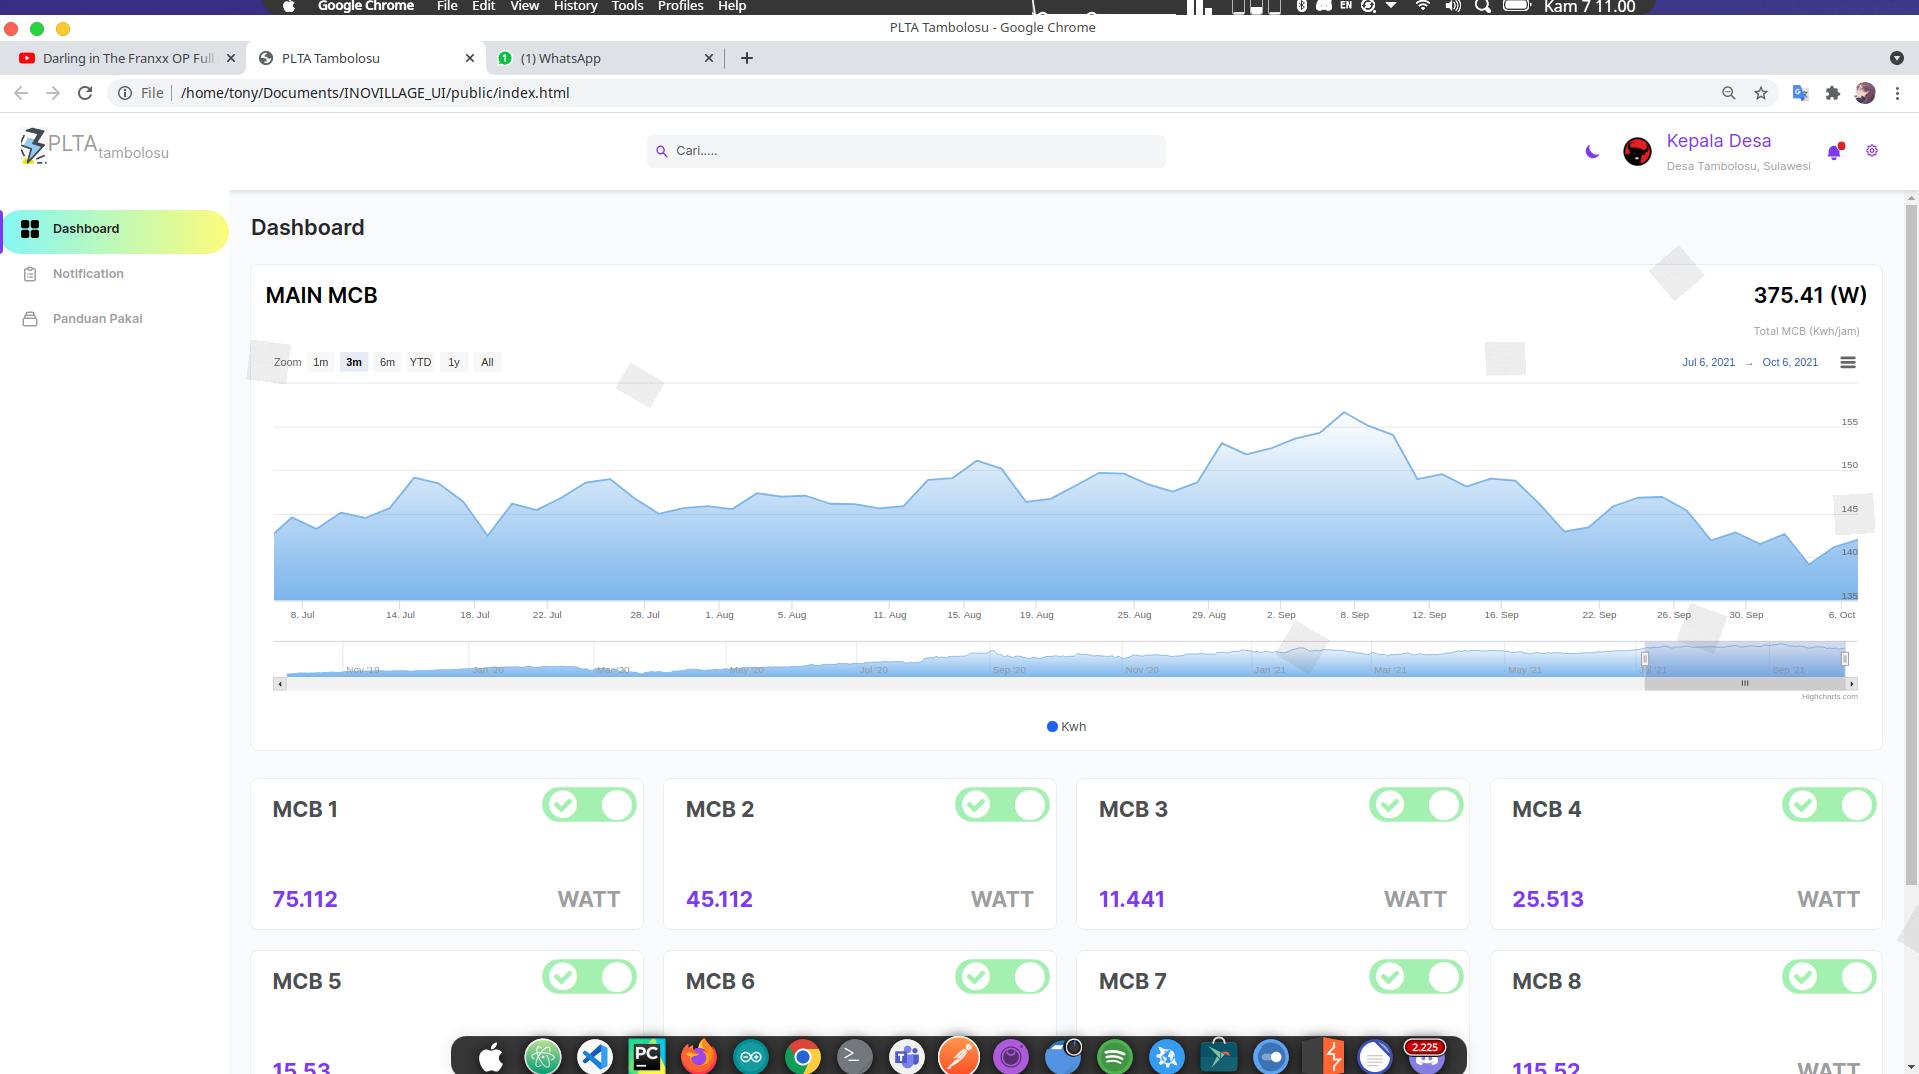 Google Chrome File Edit View History Tools Profiles Help
EN Kam 7 11.00
PLTA Tambolosu - Google Chrome
Darling in The Franxx OP Full
PLTA Tambolosu
(1) WhatsApp
File /home/tony/Documents/INOVILLAGE_UI/public/index.html
PLTA tambolosu
Cari.....
Kepala Desa
Desa Tambolosu, Sulawesi
Dashboard
Notification
Panduan Pakai
Dashboard
MAIN MCB
375.41 (W)
Total MCB (Kwh/jam)
Zoom 1m 3m 6m YTD 1y All
Jul 6, 2021 → Oct 6, 2021
155
150
145
140
135
8. Jul 14. Jul 18. Jul 22. Jul 28. Jul 1. Aug 5. Aug 11. Aug 15. Aug 19. Aug 25. Aug 29. Aug 2. Sep 8. Sep 12. Sep 16. Sep 22. Sep 26. Sep 30. Sep 6. Oct
Nov '19 Jan '20 Mar '20 May '20 Jul '20 Sep '20 Nov '20 Jan '21 Mar '21 May '21 Jul '21 Sep '21
Highcharts.com
Kwh
MCB 1
75.112 WATT
MCB 2
45.112 WATT
MCB 3
11.441 WATT
MCB 4
25.513 WATT
MCB 5
15.53
MCB 6
MCB 7
MCB 8
115.52 WATT
PC
2.225